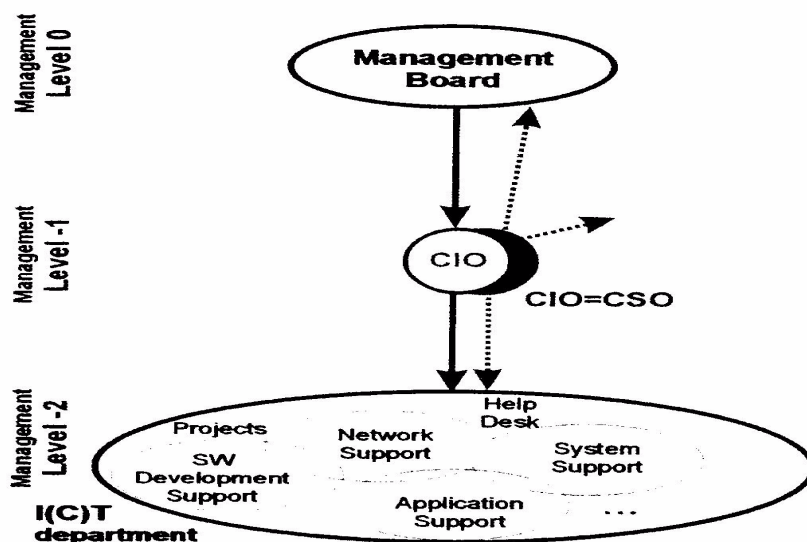 Management
Level 0
Management
Board
Management
Level -1
CIO
CIO=CSO
Management
Level -2
Projects
Help
Desk
Network
Support
System
Support
SW
Development
Support
Application
Support
...
I(C)T
department